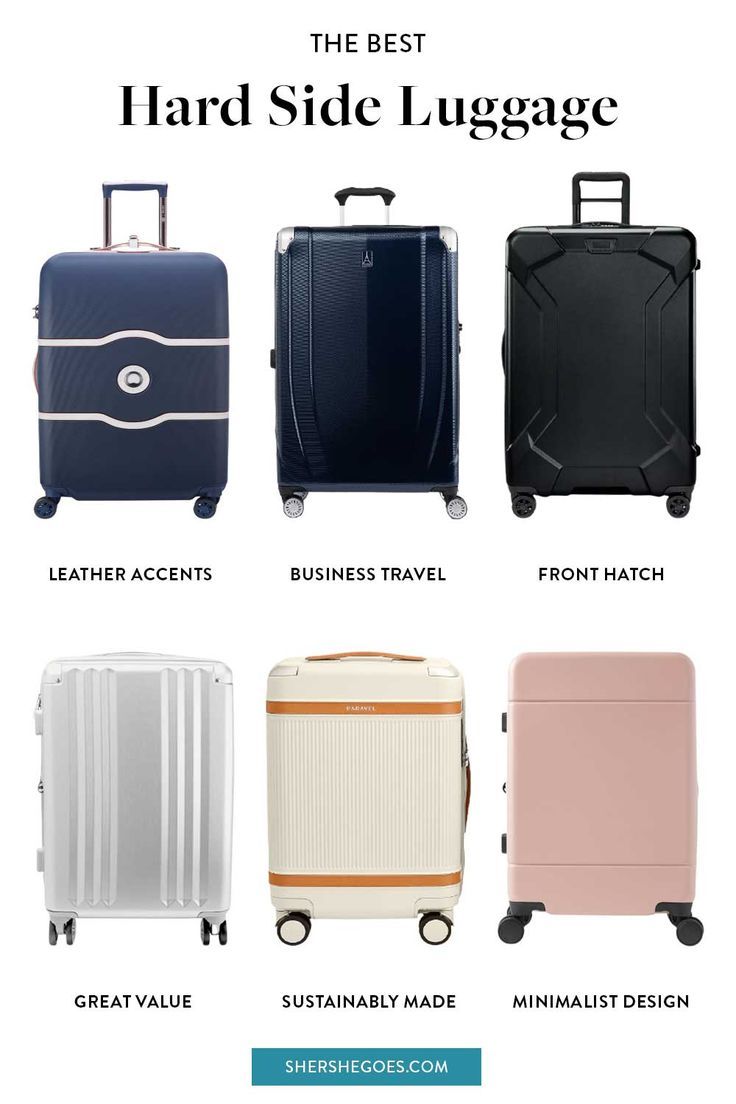 THE BEST
Hard Side Luggage
LEATHER ACCENTS
BUSINESS TRAVEL
FRONT HATCH
PARAVEL
GREAT VALUE
SUSTAINABLY MADE
MINIMALIST DESIGN
SHERSHEGOES.COM